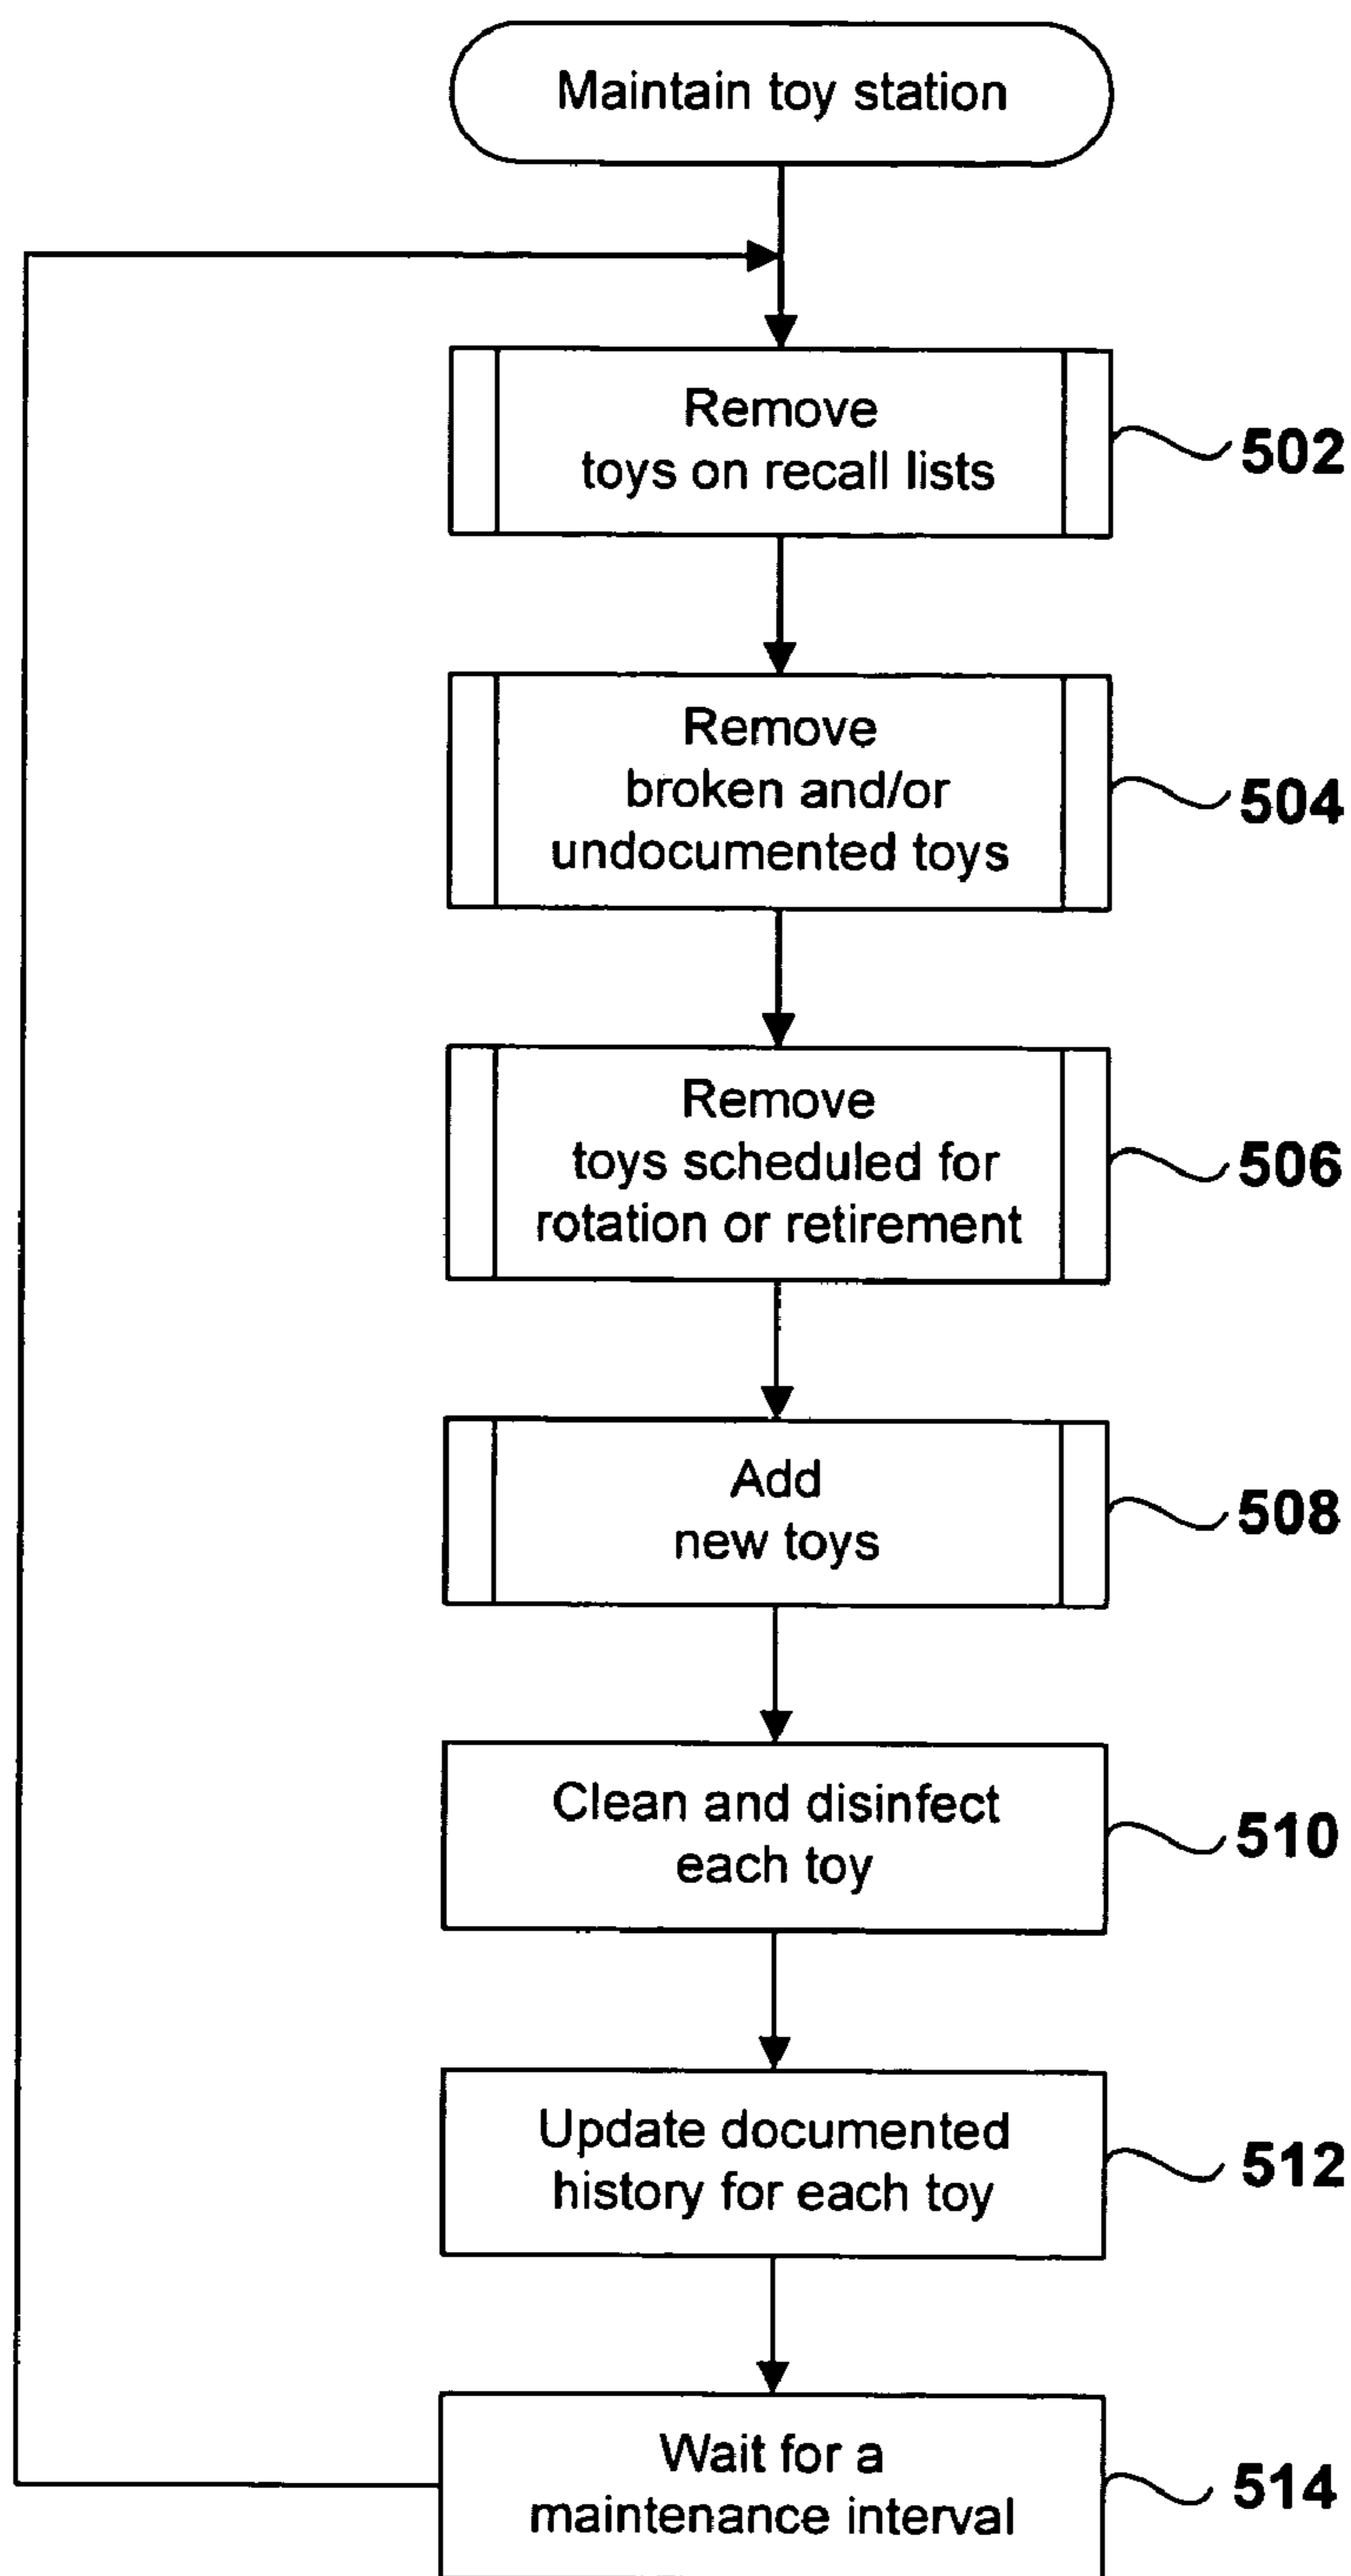 Maintain toy station
Remove
toys on recall lists
502
Remove
broken and/or
undocumented toys
504
Remove
toys scheduled for
rotation or retirement
506
Add
new toys
508
Clean and disinfect
each toy
510
Update documented
history for each toy
512
Wait for a
maintenance interval
514